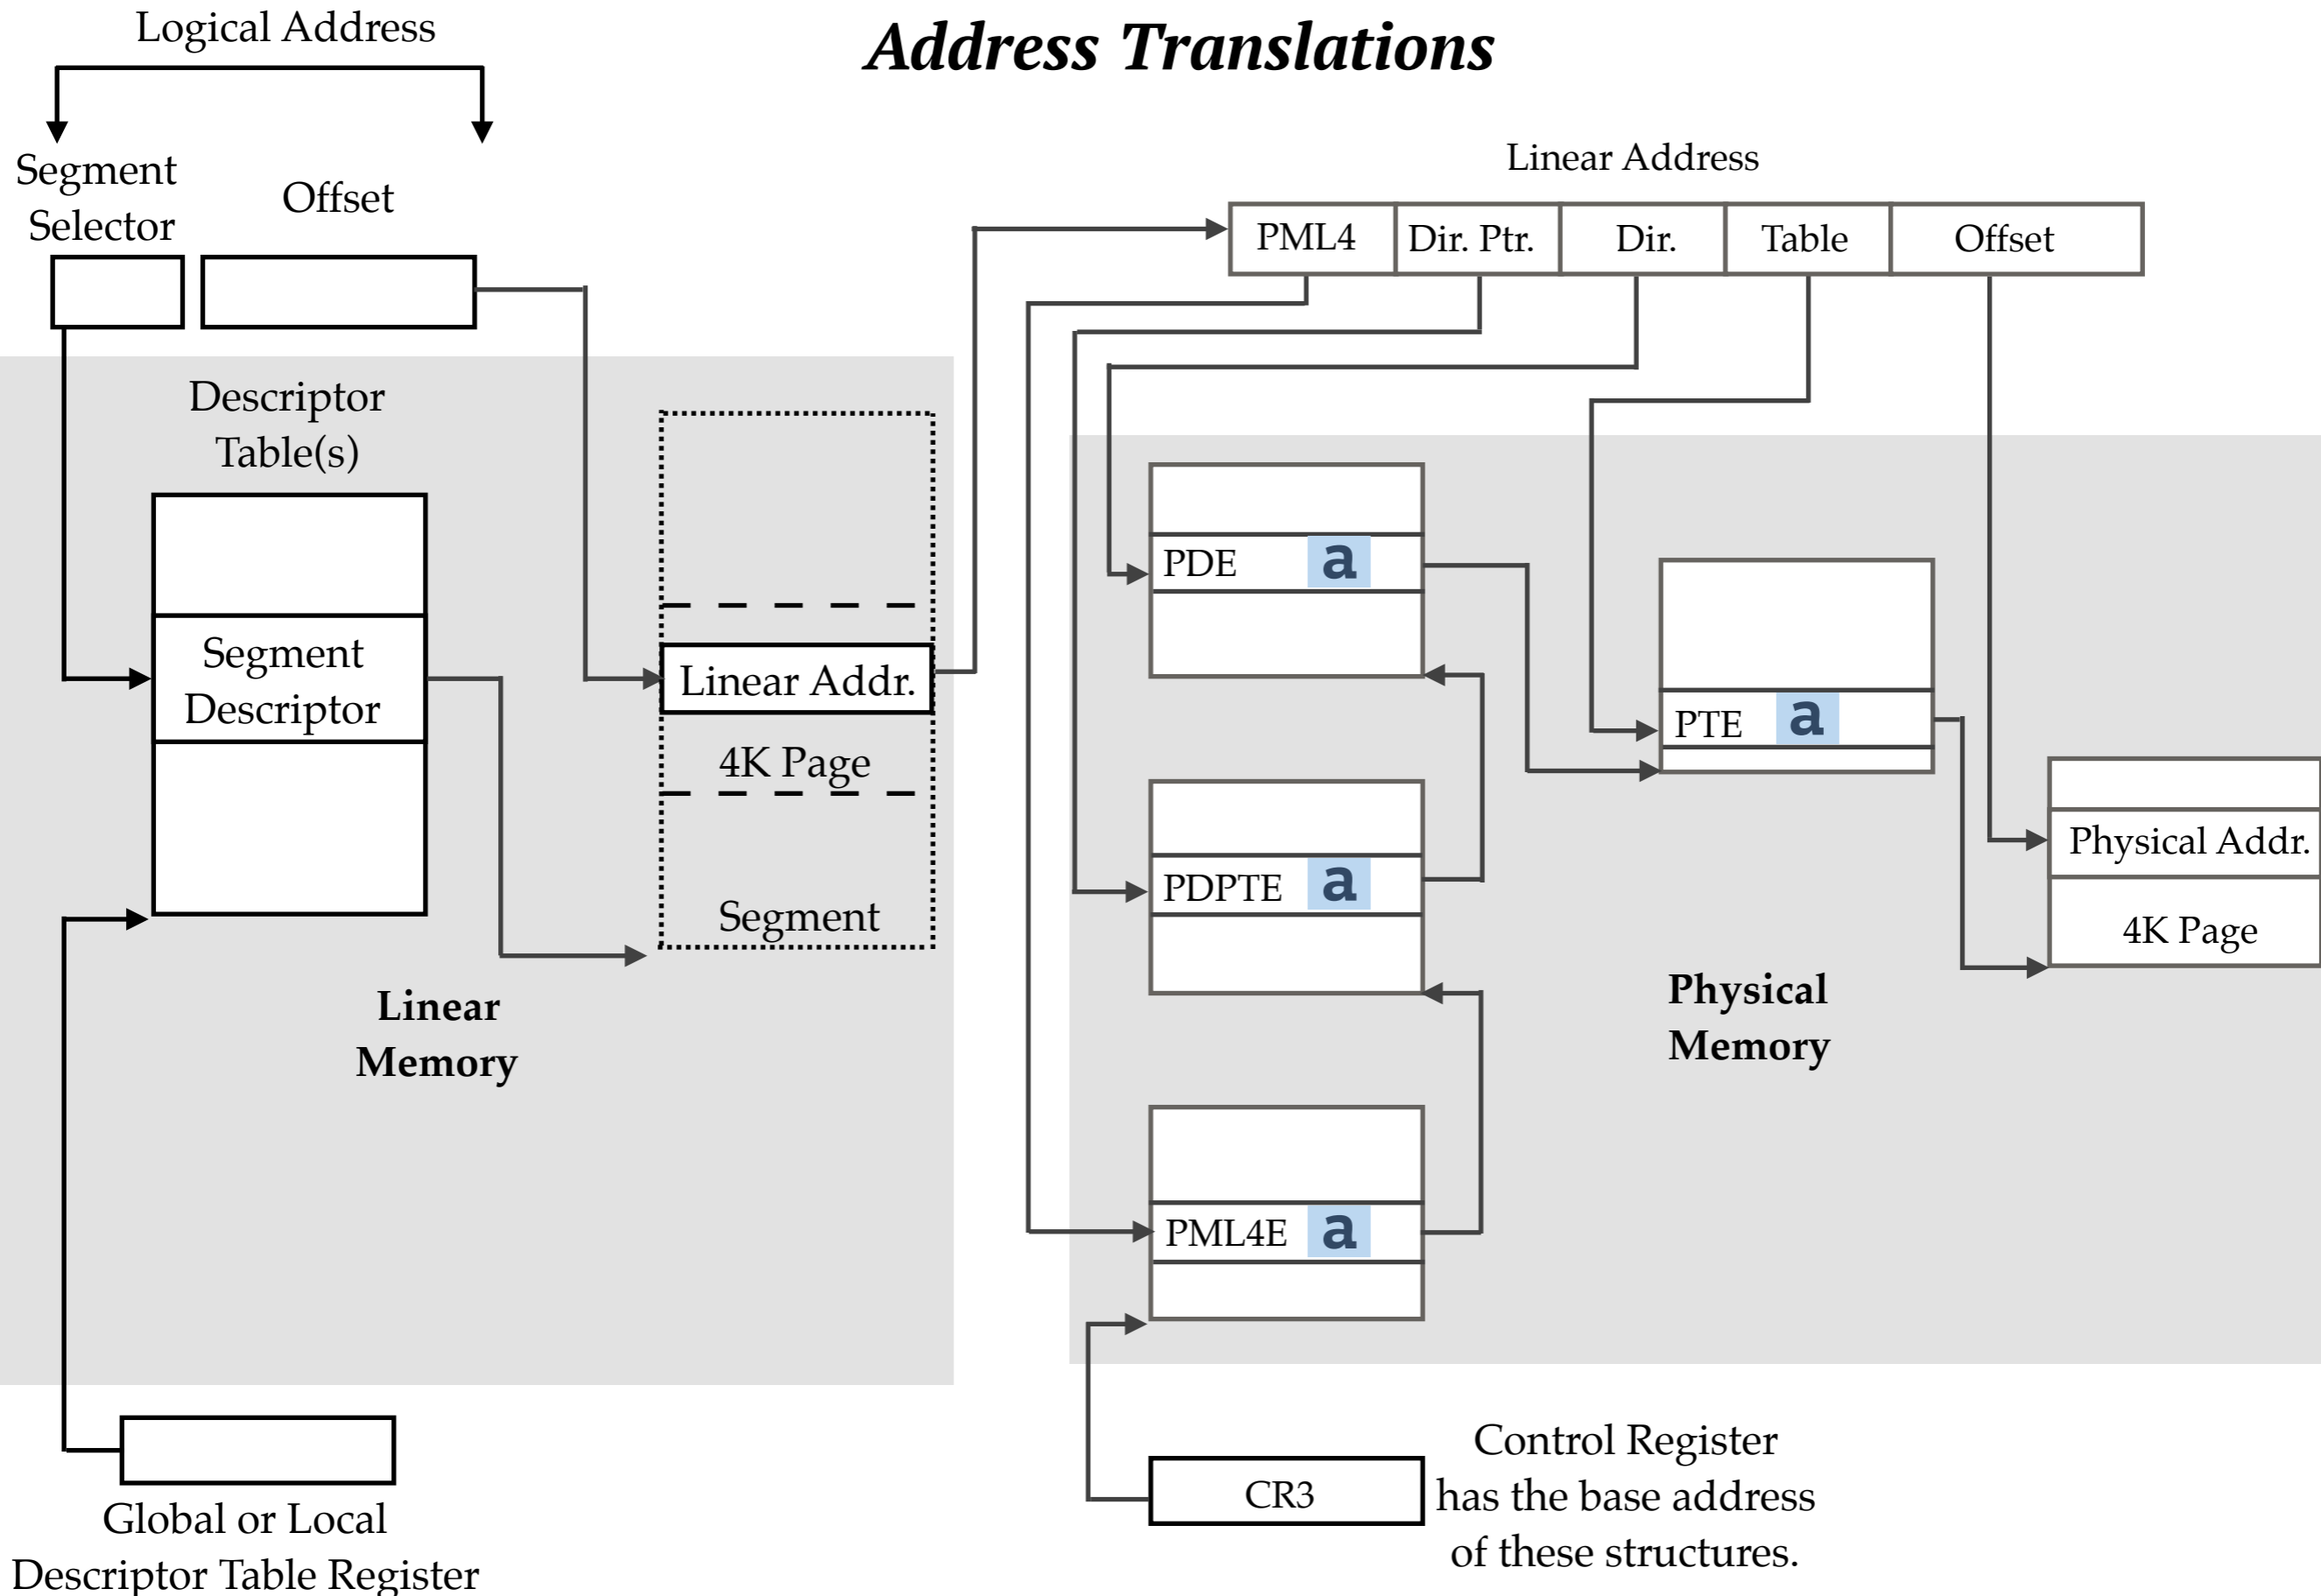 Address Translations
Logical Address
Segment
Selector
Offset
Descriptor
Table(s)
Segment
Descriptor
Linear Addr.
4K Page
Segment
Linear
Memory
Global or Local
Descriptor Table Register
Linear Address
PML4
Dir. Ptr.
Dir.
Table
Offset
PDE a
PTE a
PDPTE a
Physical Addr.
4K Page
Physical
Memory
PML4E a
CR3
Control Register
has the base address
of these structures.